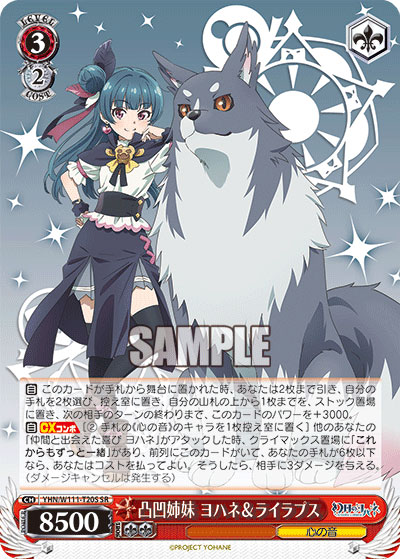 LEVEL
3
2
COST
SAMPLE
自 このカードが手札から舞台に置かれた時、あなたは2枚まで引き、自分の
手札を2枚選び、控え室に置き、自分の山札の上から1枚までを、ストック置場
に置き、次の相手のターンの終わりまで、このカードのパワーを+3000。
自 CXコンボ [② 手札の《心の音》のキャラを1枚控え室に置く] あなたの
「仲間と出会えた喜び ヨハネ」がアタックした時、クライマックス置場に「これ
からもずっと一緒」があり、前列にこのカードがいて、あなたの手札が6枚以下
なら、あなたはコストを払ってよい。そうしたら、相手に3ダメージを与える。
(ダメージキャンセルは発生する)
CH YHN/W111-T20S SR
8500
凸凹姉妹 ヨハネ&ライラプス
心の音
©PROJECT YOHANE